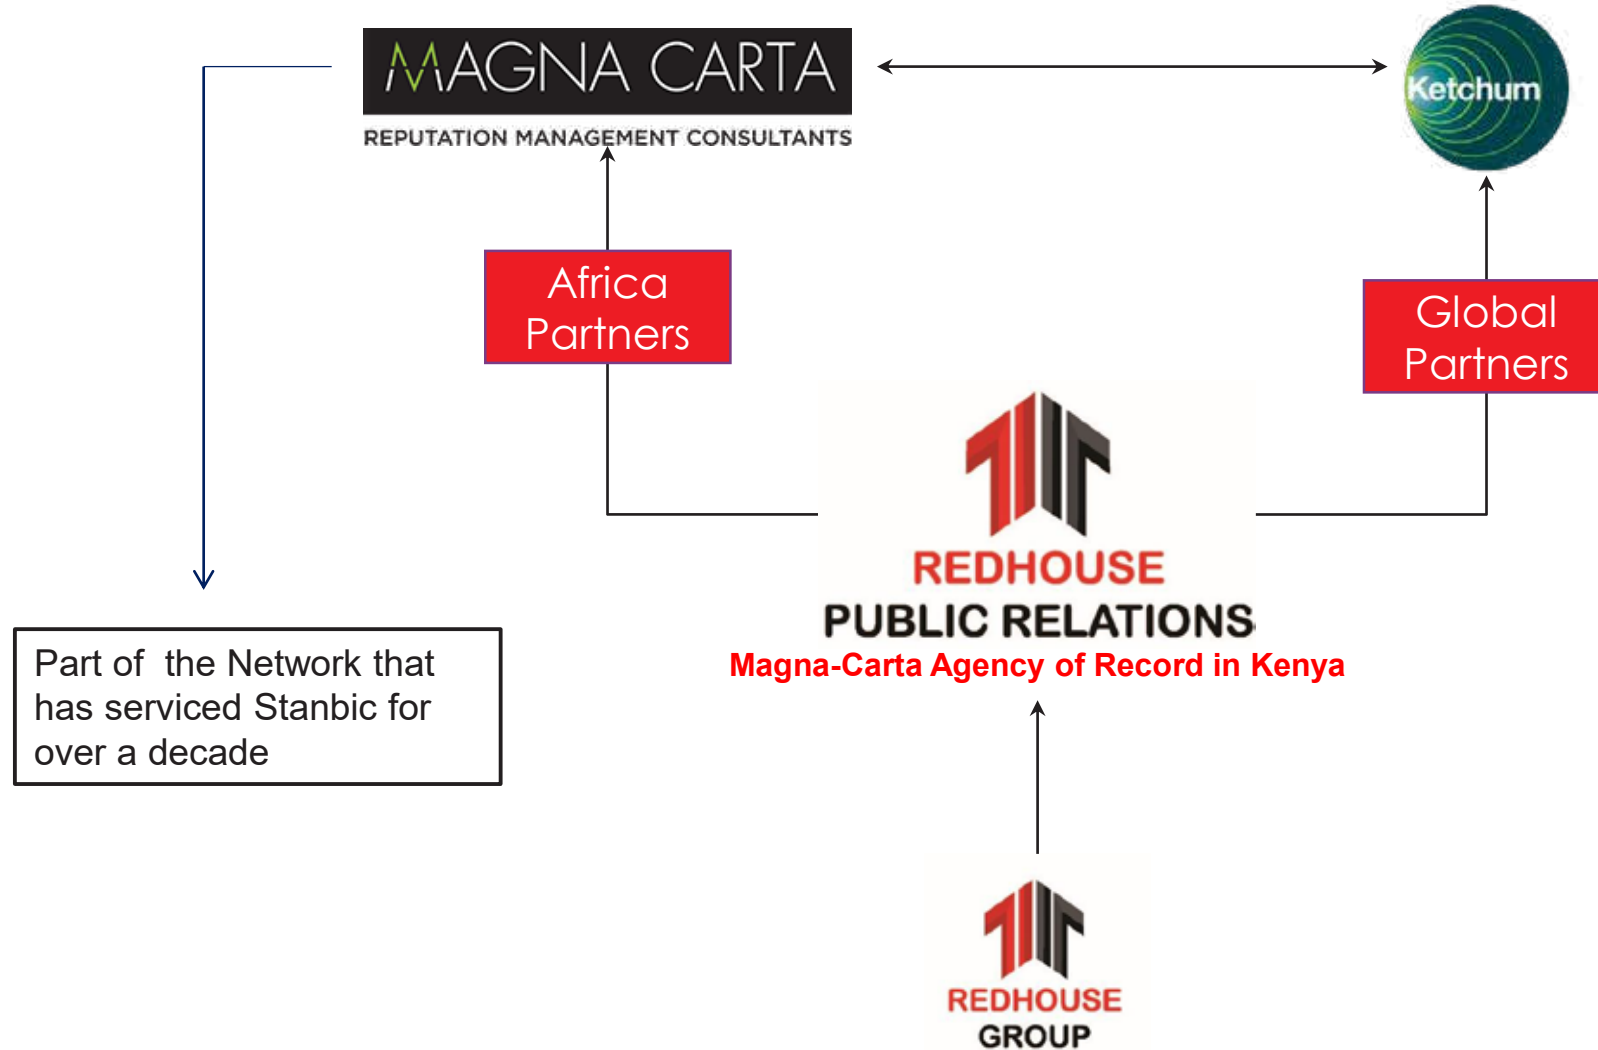 MAGNA CARTA
REPUTATION MANAGEMENT CONSULTANTS
Ketchum
Africa
Partners
Global
Partners
REDHOUSE
PUBLIC RELATIONS
Magna-Carta Agency of Record in Kenya
Part of the Network that
has serviced Stanbic for
over a decade
REDHOUSE
GROUP